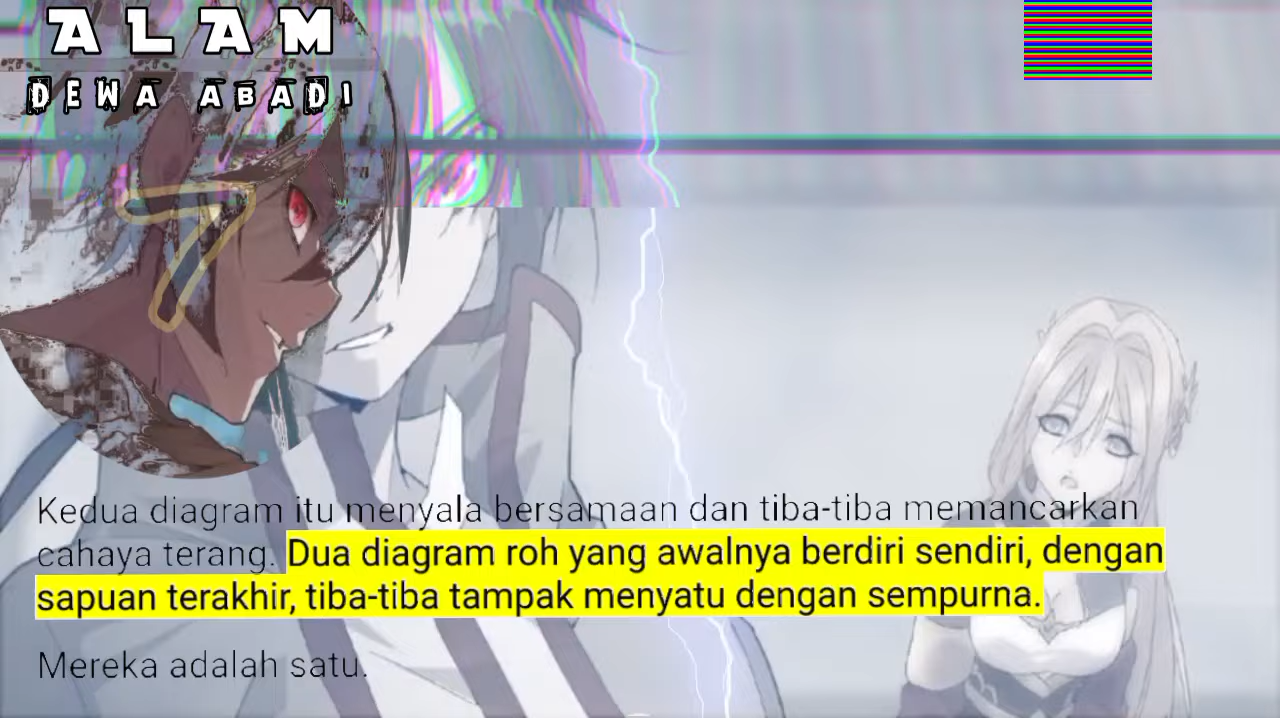 ALAM
DEWA ABADI
Kedua diagram itu menyala bersamaan dan tiba-tiba memancarkan
cahaya terang. Dua diagram roh yang awalnya berdiri sendiri, dengan
sapuan terakhir, tiba-tiba tampak menyatu dengan sempurna.
Mereka adalah satu.